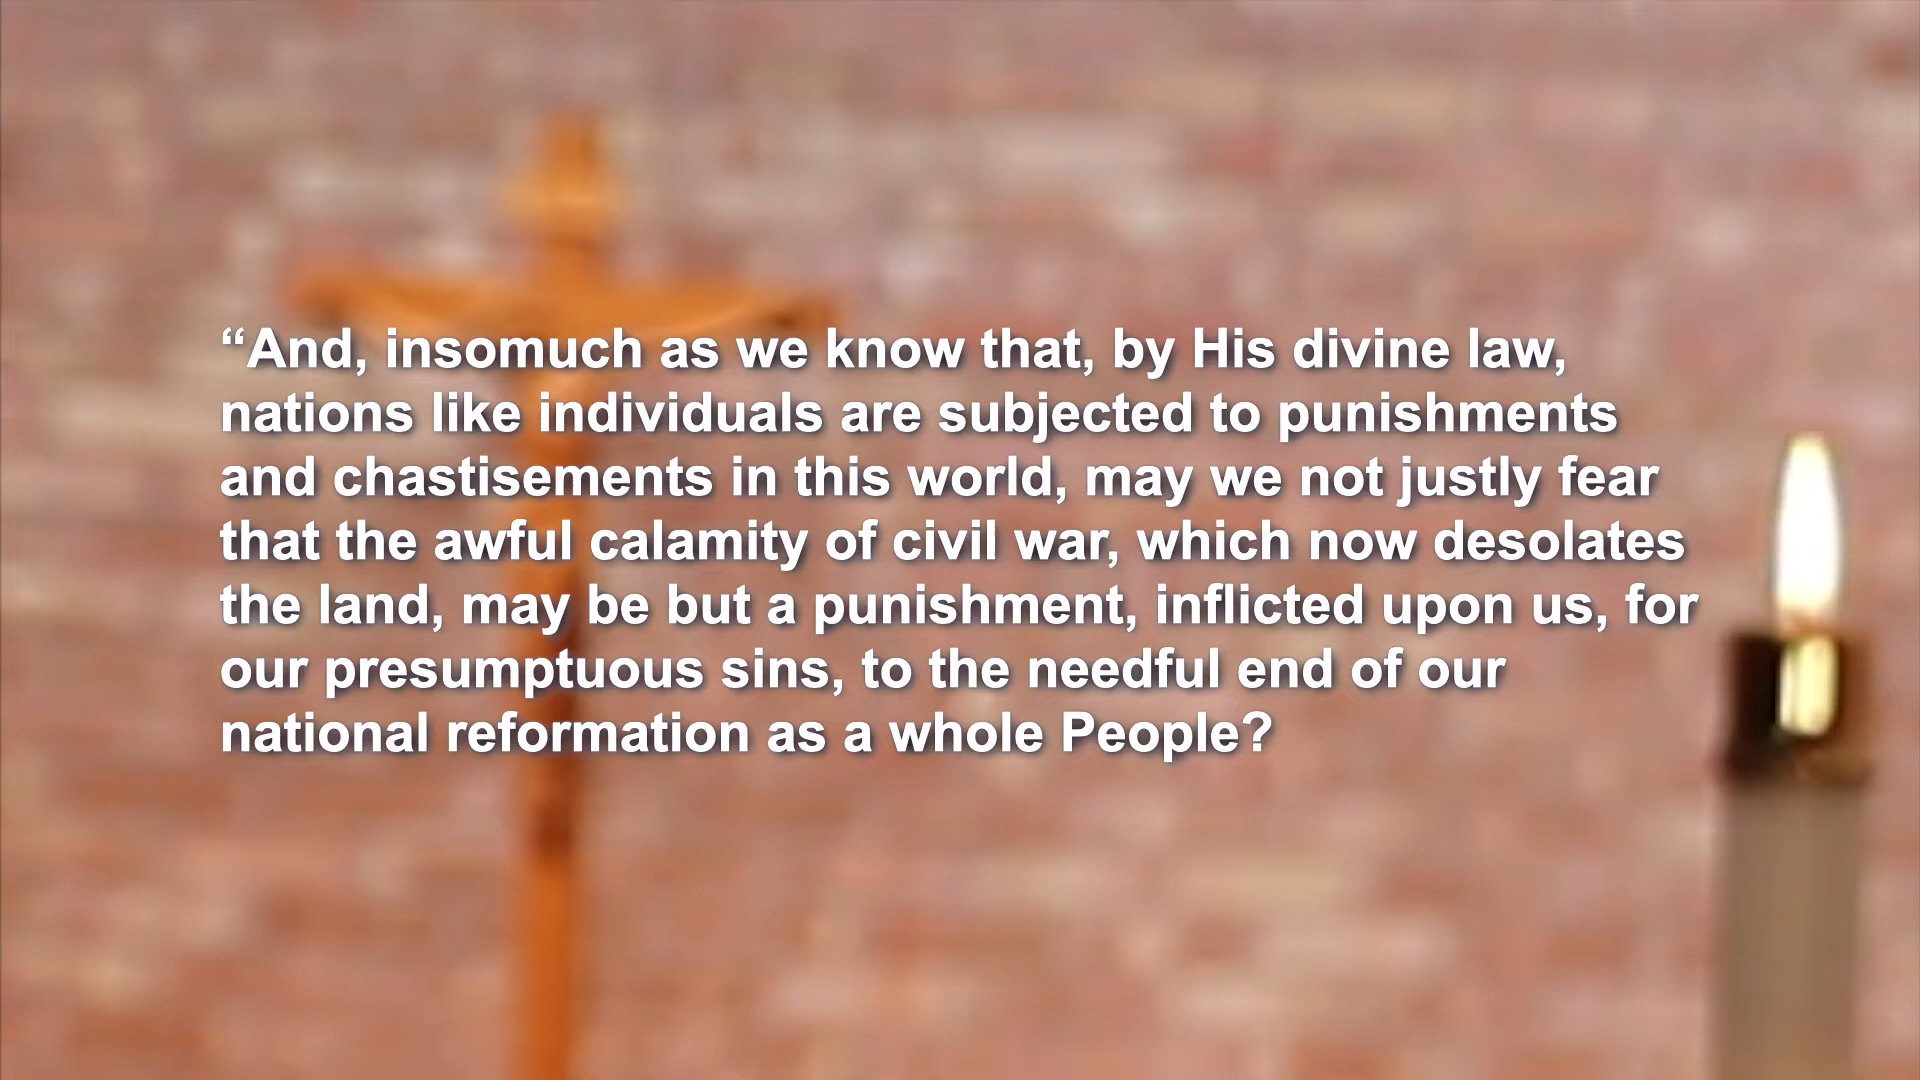 “And, insomuch as we know that, by His divine law,
nations like individuals are subjected to punishments
and chastisements in this world, may we not justly fear
that the awful calamity of civil war, which now desolates
the land, may be but a punishment, inflicted upon us, for
our presumptuous sins, to the needful end of our
national reformation as a whole People?